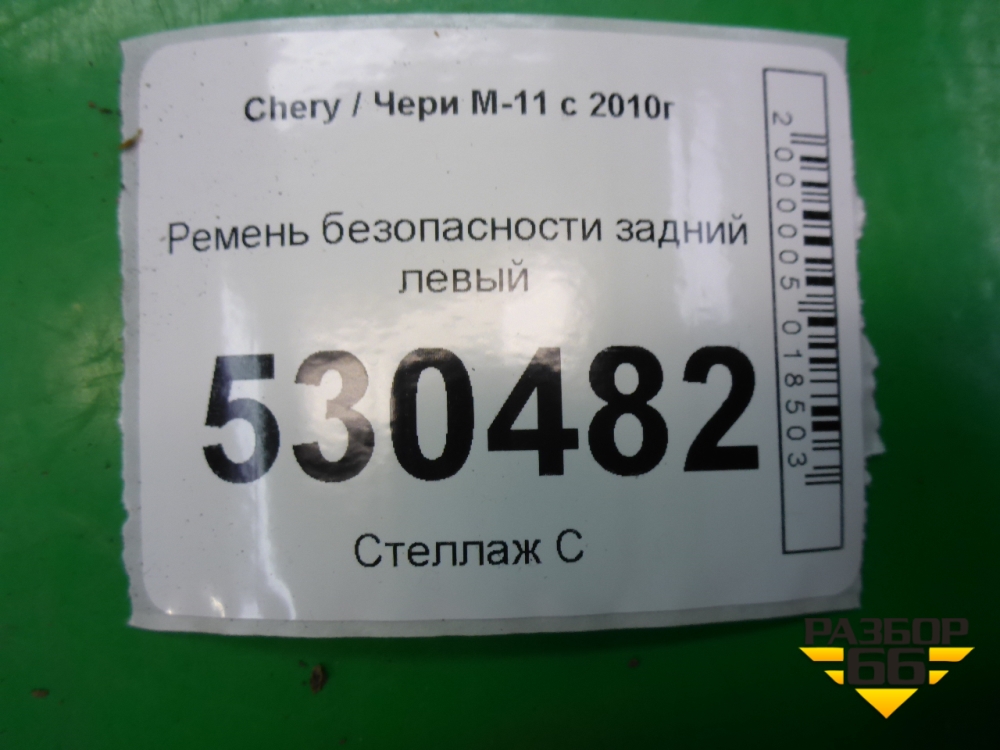 Chery / Чери М-11 с 2010г
Ремень безопасности задний
левый
530482
Стеллаж С
2000005018503
РАЗБОР
66